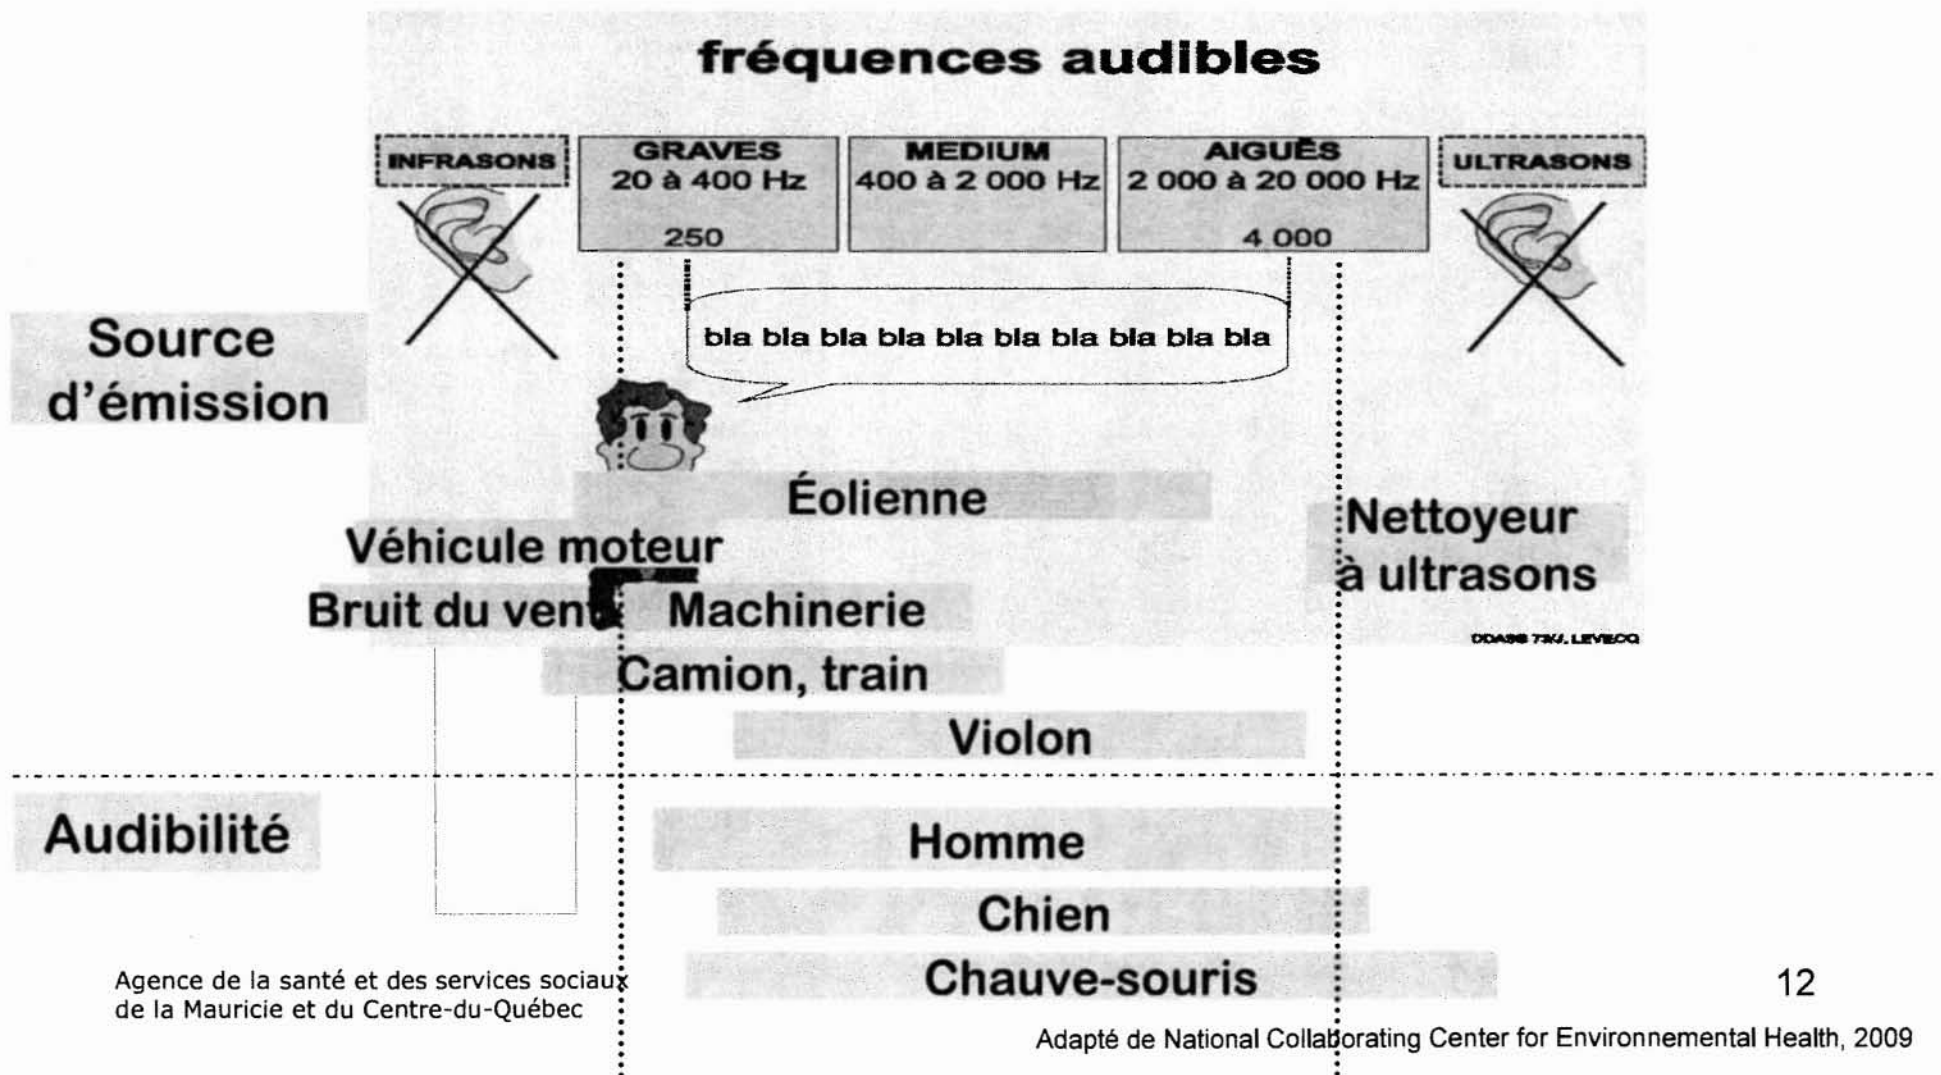 fréquences audibles
INFRASONS
GRAVES
20 à 400 Hz
250
MEDIUM
400 à 2 000 Hz
AIGUËS
2 000 à 20 000 Hz
4 000
ULTRASONS
bla bla bla bla bla bla bla bla bla bla
Source
d'émission
Éolienne
Véhicule moteur
Nettoyeur
à ultrasons
Bruit du vent
Machinerie
Camion, train
Violon
Audibilité
Homme
Chien
Chauve-souris
Agence de la santé et des services sociaux
de la Mauricie et du Centre-du-Québec
12
Adapté de National Collaborating Center for Environnemental Health, 2009